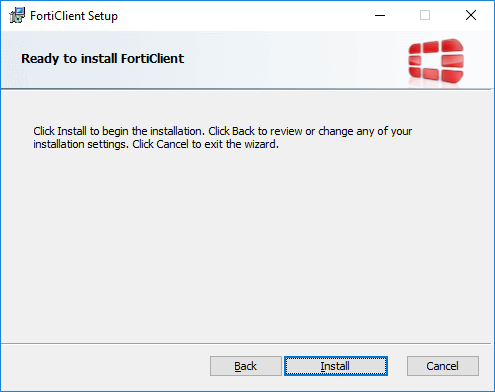 FortiClient Setup
Ready to install FortiClient
Click Install to begin the installation. Click Back to review or change any of your
installation settings. Click Cancel to exit the wizard.
Back
Install
Cancel